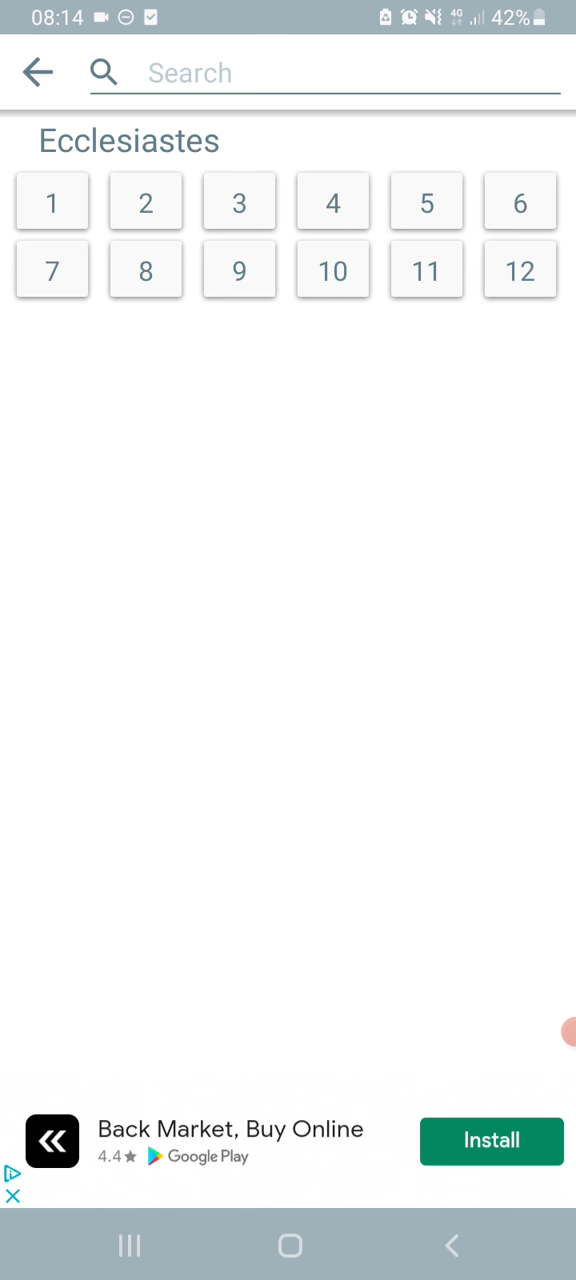 08:14 4G 42%
Search
Ecclesiastes
1 2 3 4 5 6
7 8 9 10 11 12
Back Market, Buy Online
4.4★ Google Play
Install